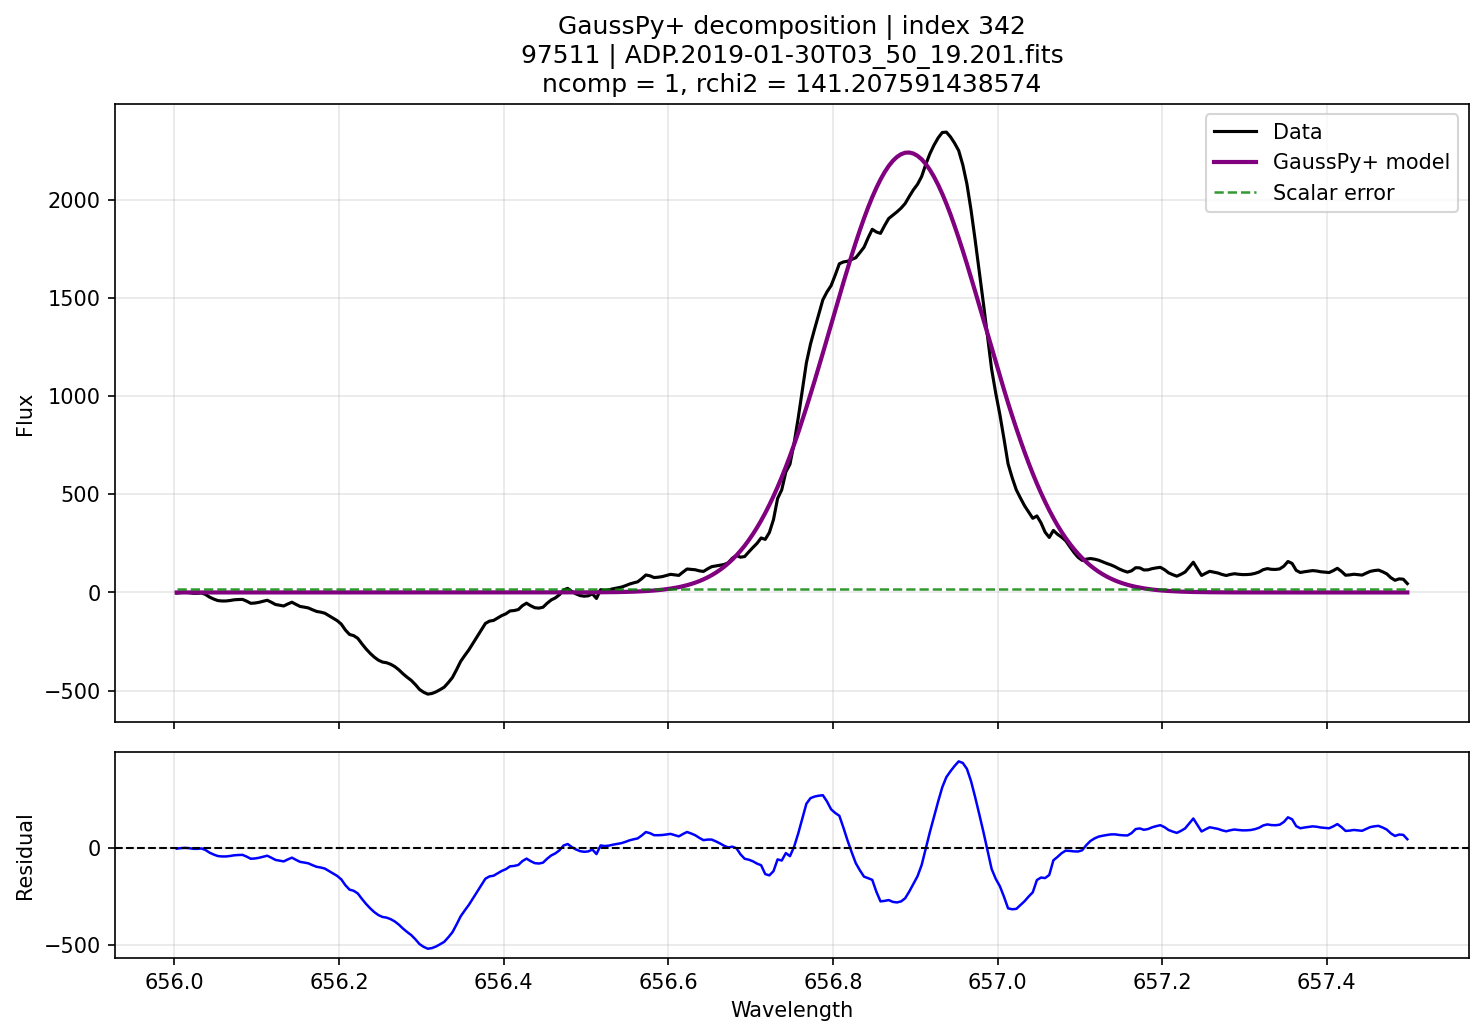 GaussPy+ decomposition | index 342
97511 | ADP.2019-01-30T03_50_19.201.fits
ncomp = 1, rchi2 = 141.207591438574
Data
GaussPy+ model
Scalar error
Flux
2000
1500
1000
500
0
−500
Residual
0
−500
656.0 656.2 656.4 656.6 656.8 657.0 657.2 657.4
Wavelength